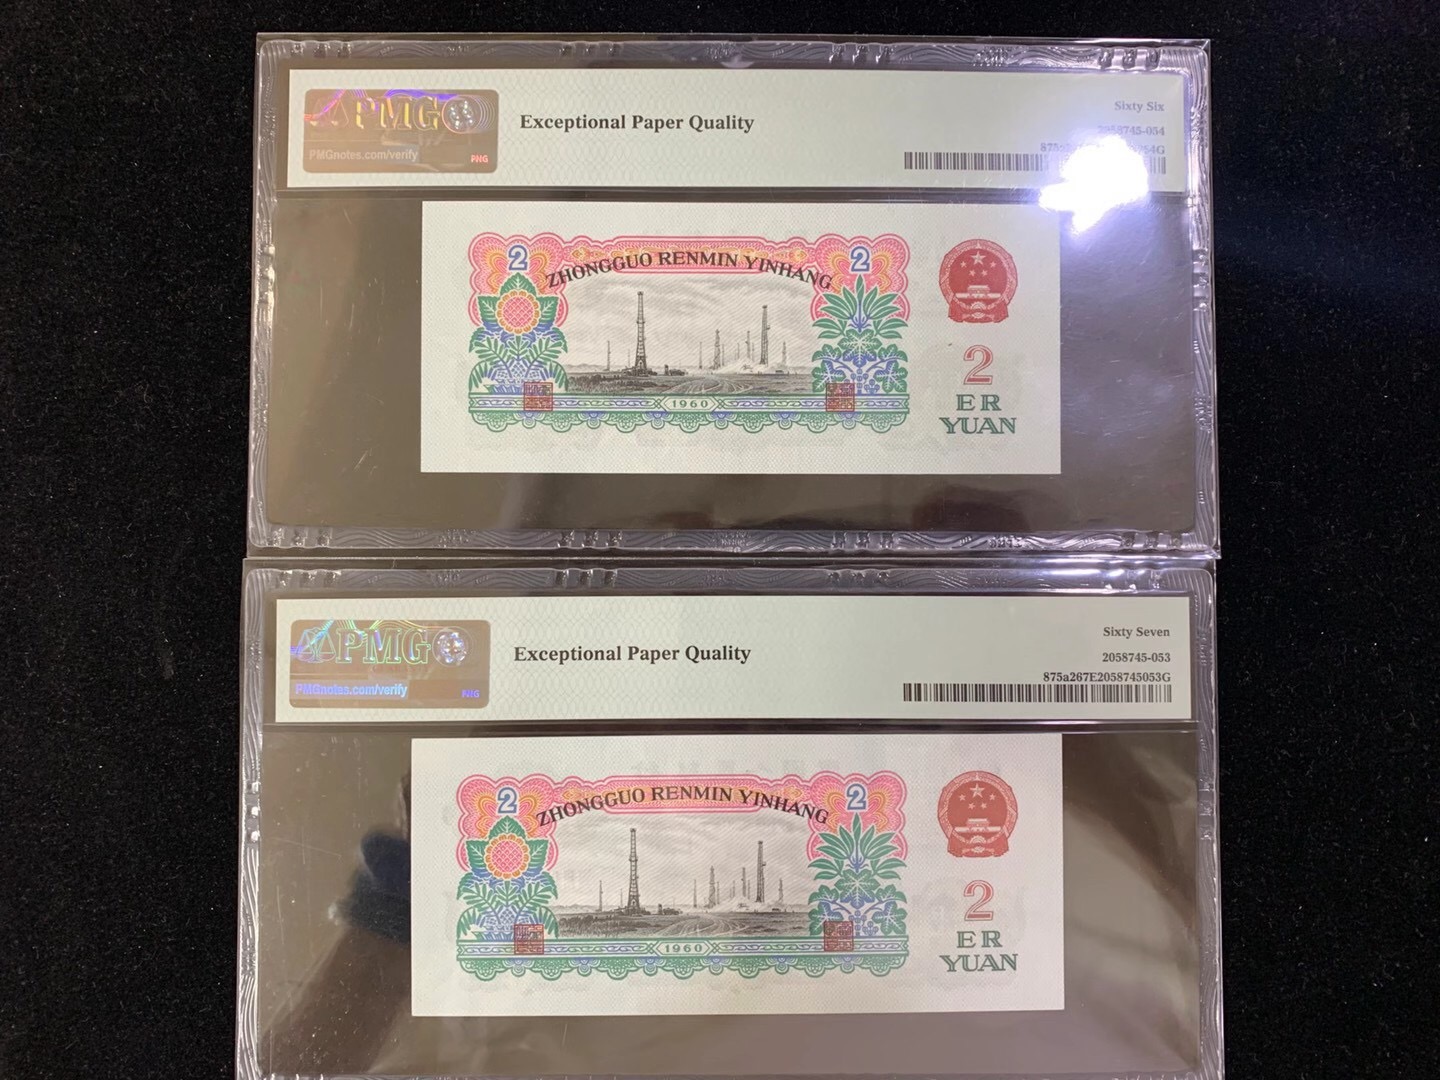 PMG
PMGnotes.com/verify
PMG
Exceptional Paper Quality
Sixty Six
2058745-054
2
ZHONGGUO RENMIN YINHANG
2
1960
2
ER
YUAN
PMG
PMGnotes.com/verify
Exceptional Paper Quality
Sixty Seven
2058745-053
875a267E2058745053G
2
ZHONGGUO RENMIN YINHANG
2
1960
2
ER
YUAN